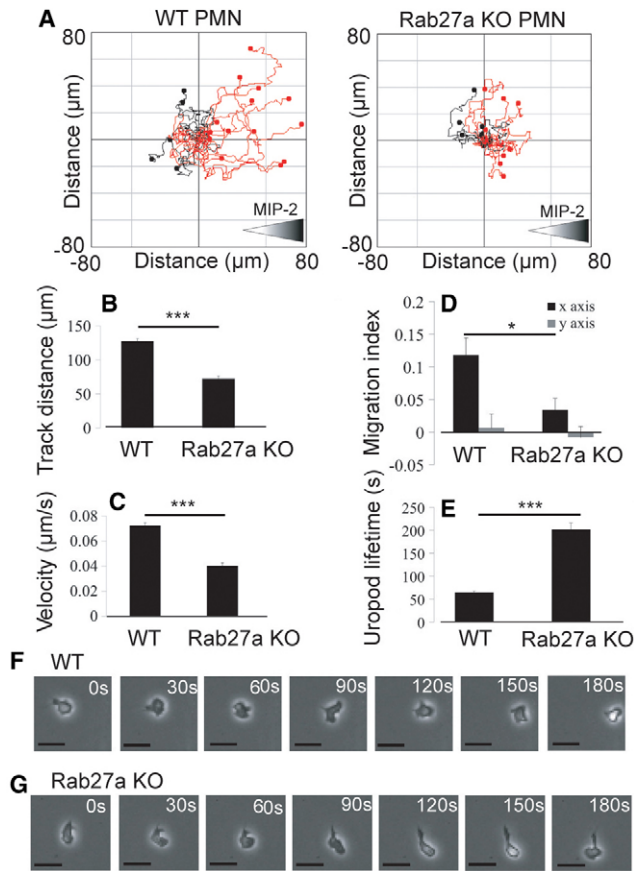 A WT PMN Rab27a KO PMN
80 80
Distance (µm) Distance (µm)
MIP-2 MIP-2
-80 -80
-80 80 -80 80
Distance (µm) Distance (µm)
B
Track distance (µm)
150
100
50
0
***
WT Rab27a KO
D
Migration index
0.2
0.15
0.1
0.05
0
-0.05
x axis
y axis
*
WT Rab27a KO
C
Velocity (µm/s)
0.08
0.06
0.04
0.02
0
***
WT Rab27a KO
E
Uropod lifetime (s)
250
200
150
100
50
0
***
WT Rab27a KO
F WT
0s 30s 60s 90s 120s 150s 180s
G Rab27a KO
0s 30s 60s 90s 120s 150s 180s